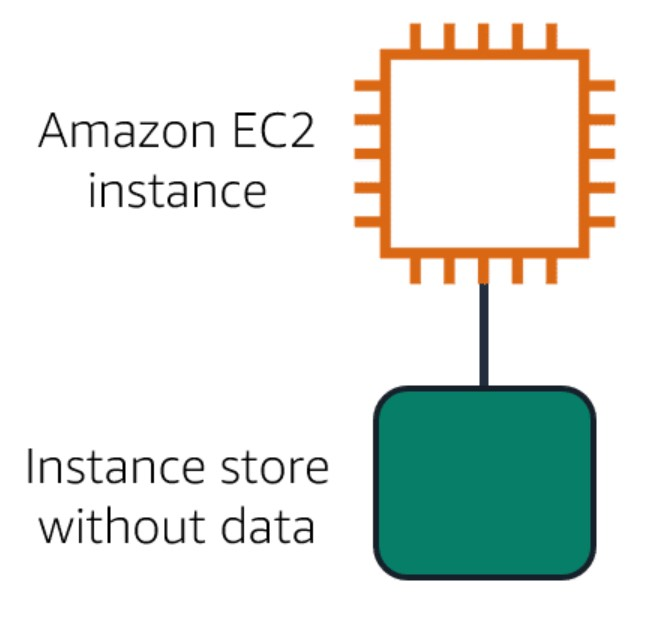 Amazon EC2
instance
Instance store
without data